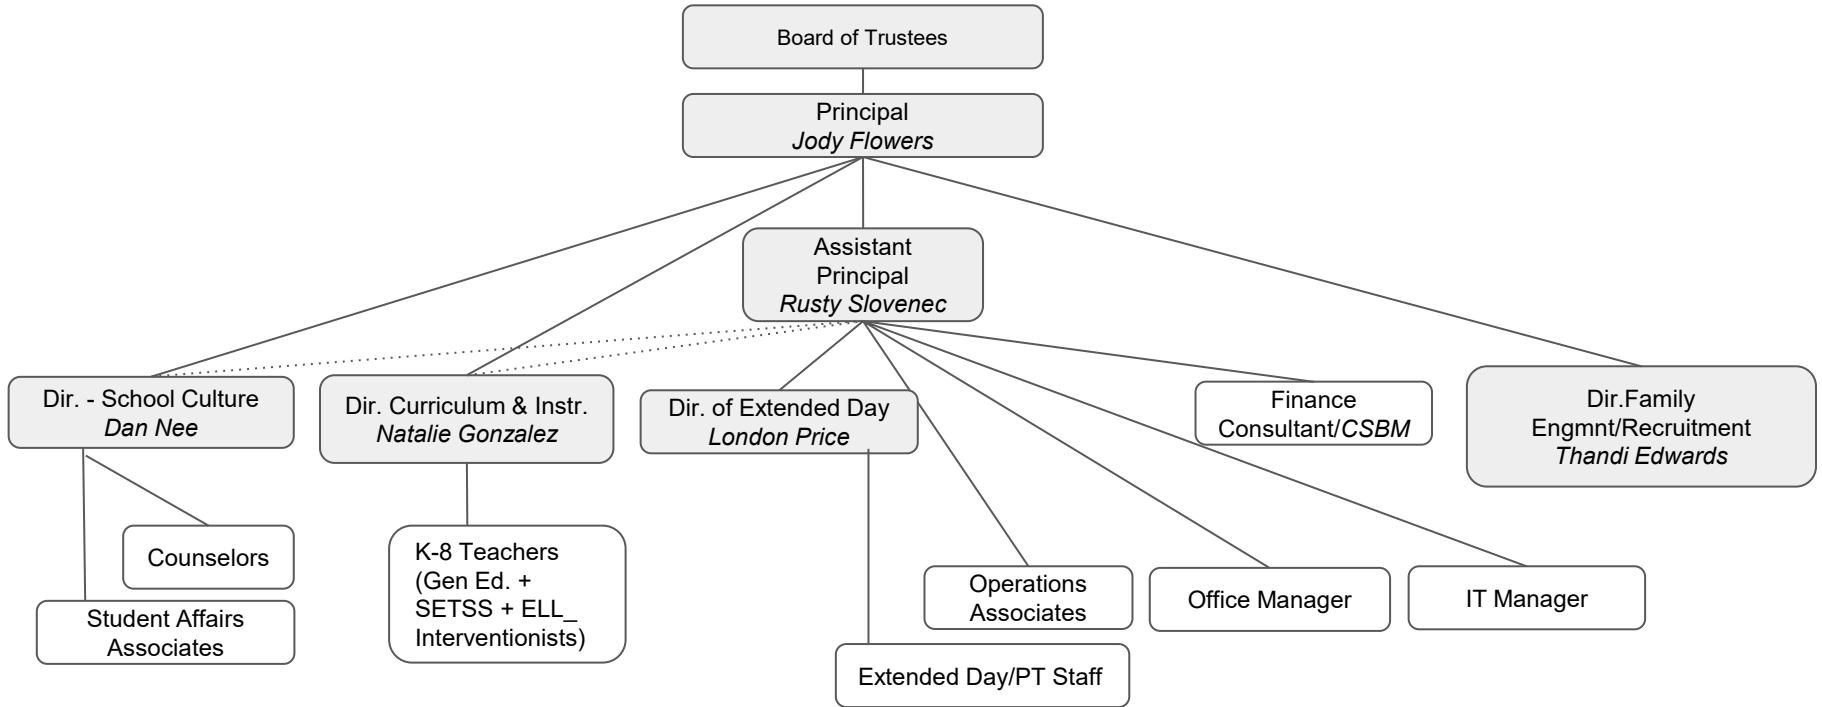 Board of Trustees
Principal
Jody Flowers
Assistant
Principal
Rusty Slovenec
Dir. - School Culture
Dan Nee
Dir. Curriculum & Instr.
Natalie Gonzalez
Dir. of Extended Day
London Price
Finance
Consultant/CSBM
Dir.Family
Engmnt/Recruitment
Thandi Edwards
Counselors
Student Affairs
Associates
K-8 Teachers
(Gen Ed. +
SETSS + ELL_
Interventionists)
Operations
Associates
Office Manager
IT Manager
Extended Day/PT Staff